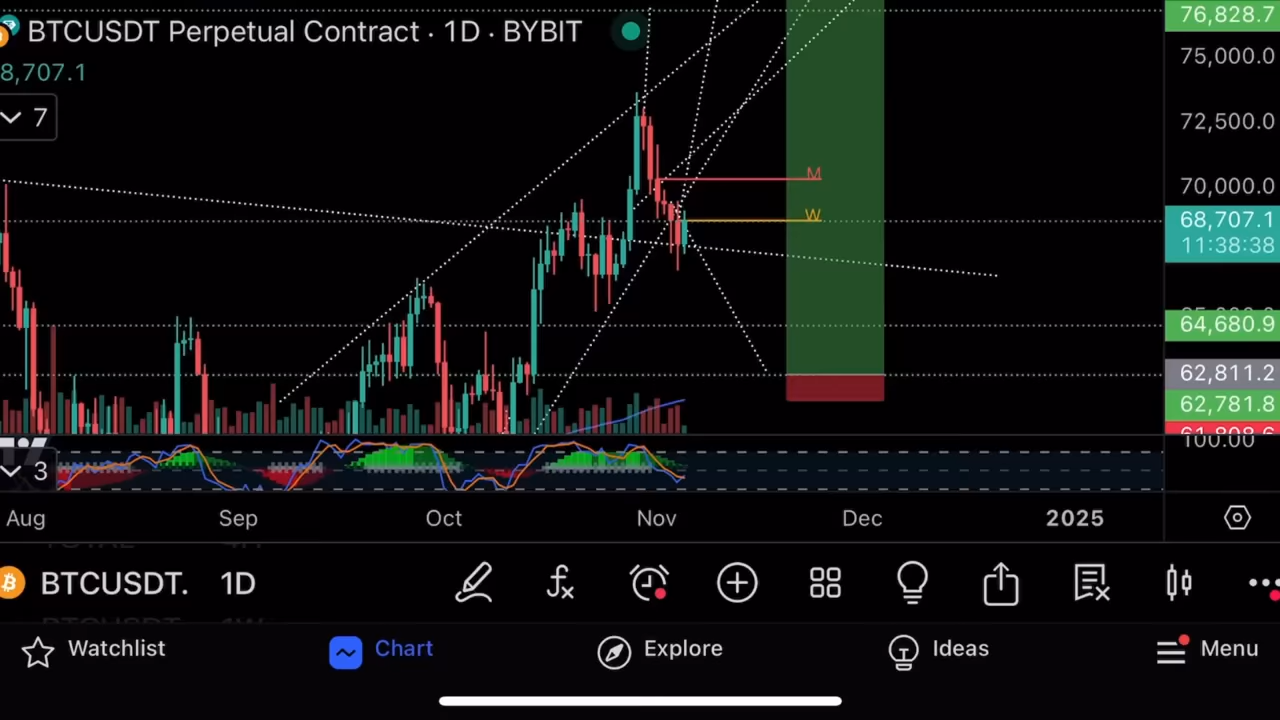 BTCUSDT Perpetual Contract · 1D · BYBIT
76,828.7
8,707.1
75,000.0
7
72,500.0
M
70,000.0
W
68,707.1
11:38:38
64,680.9
62,811.2
62,781.8
100.00
3
Aug Sep Oct Nov Dec 2025
BTCUSDT. 1D
Watchlist Chart Explore Ideas Menu